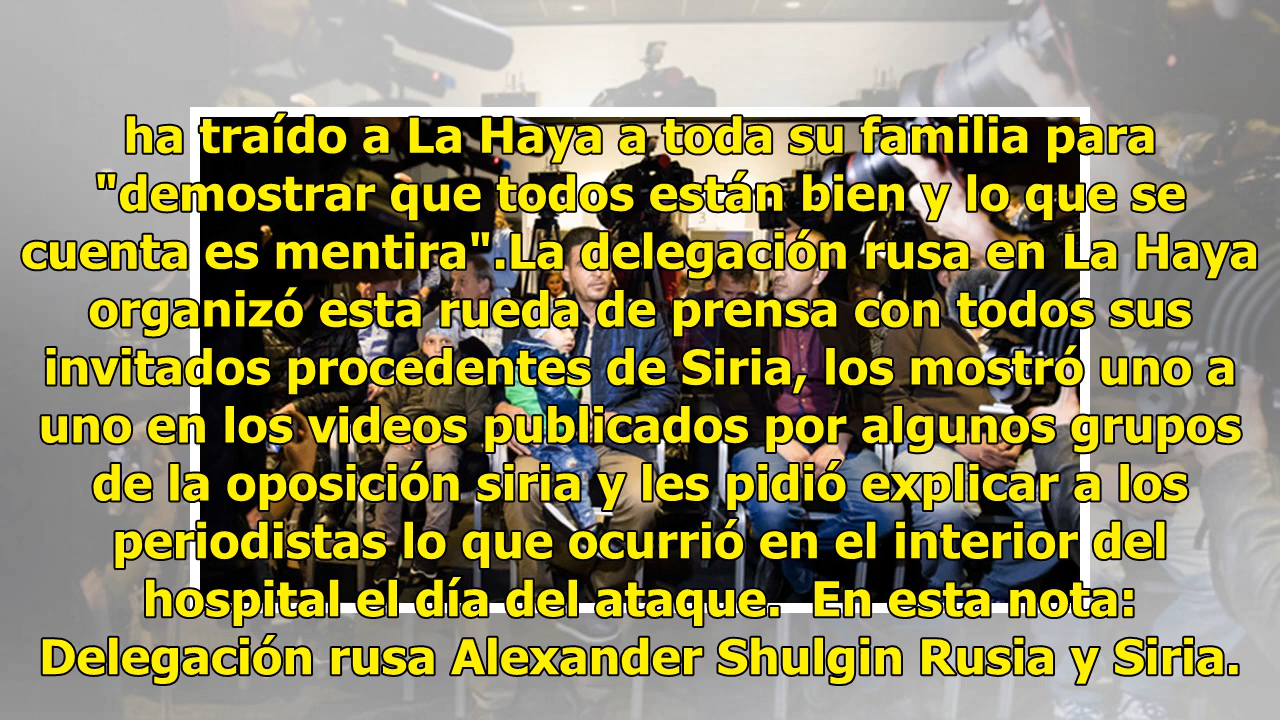 ha traído a La Haya a toda su familia para
"demostrar que todos están bien y lo que se
cuenta es mentira".La delegación rusa en La Haya
organizó esta rueda de prensa con todos sus
invitados procedentes de Siria, los mostró uno a
uno en los videos publicados por algunos grupos
de la oposición siria y les pidió explicar a los
periodistas lo que ocurrió en el interior del
hospital el día del ataque.  En esta nota:
Delegación rusa Alexander Shulgin Rusia y Siria.